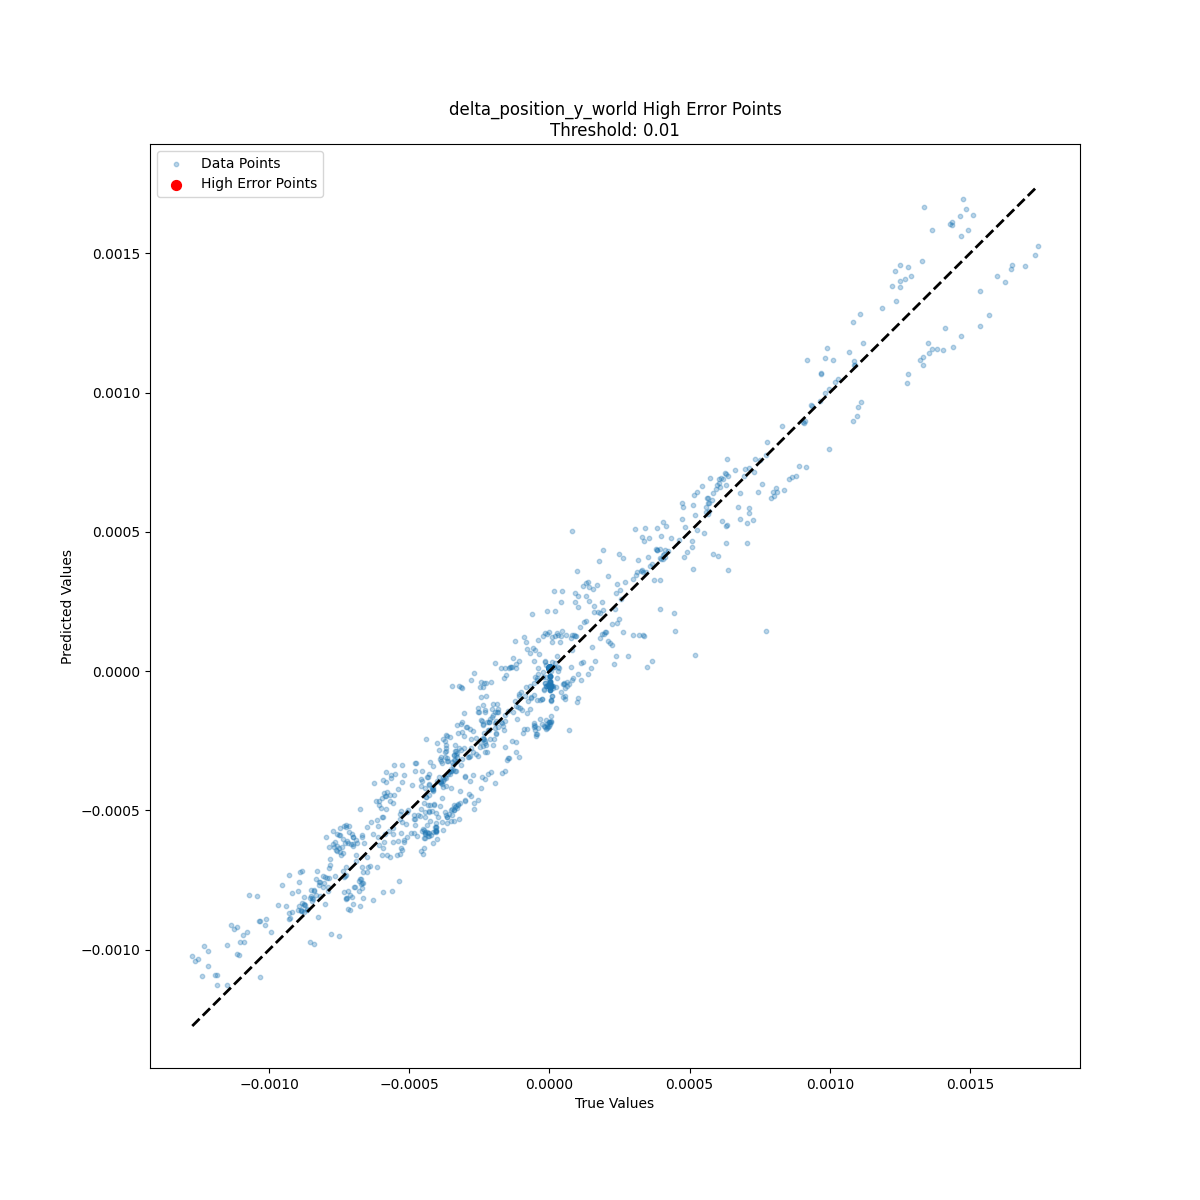 delta_position_y_world High Error Points
Threshold: 0.01
Data Points
High Error Points
0.0015
0.0010
0.0005
0.0000
−0.0005
−0.0010
Predicted Values
−0.0010
−0.0005
0.0000
0.0005
0.0010
0.0015
True Values